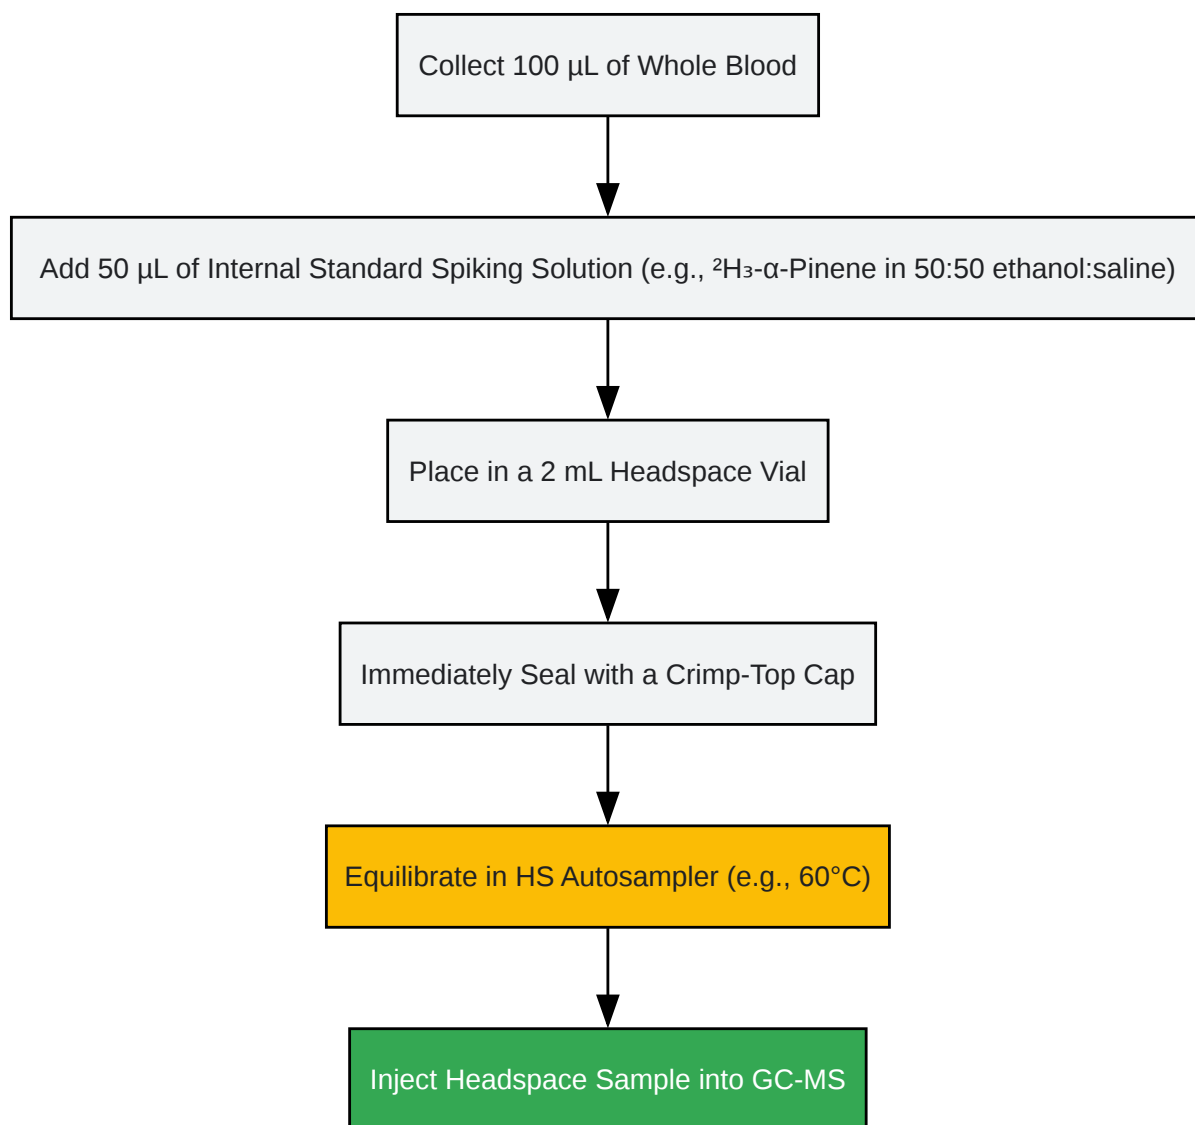 Collect 100 µL of Whole Blood
Add 50 µL of Internal Standard Spiking Solution (e.g., ²H₃-α-Pinene in 50:50 ethanol:saline)
Place in a 2 mL Headspace Vial
Immediately Seal with a Crimp-Top Cap
Equilibrate in HS Autosampler (e.g., 60°C)
Inject Headspace Sample into GC-MS